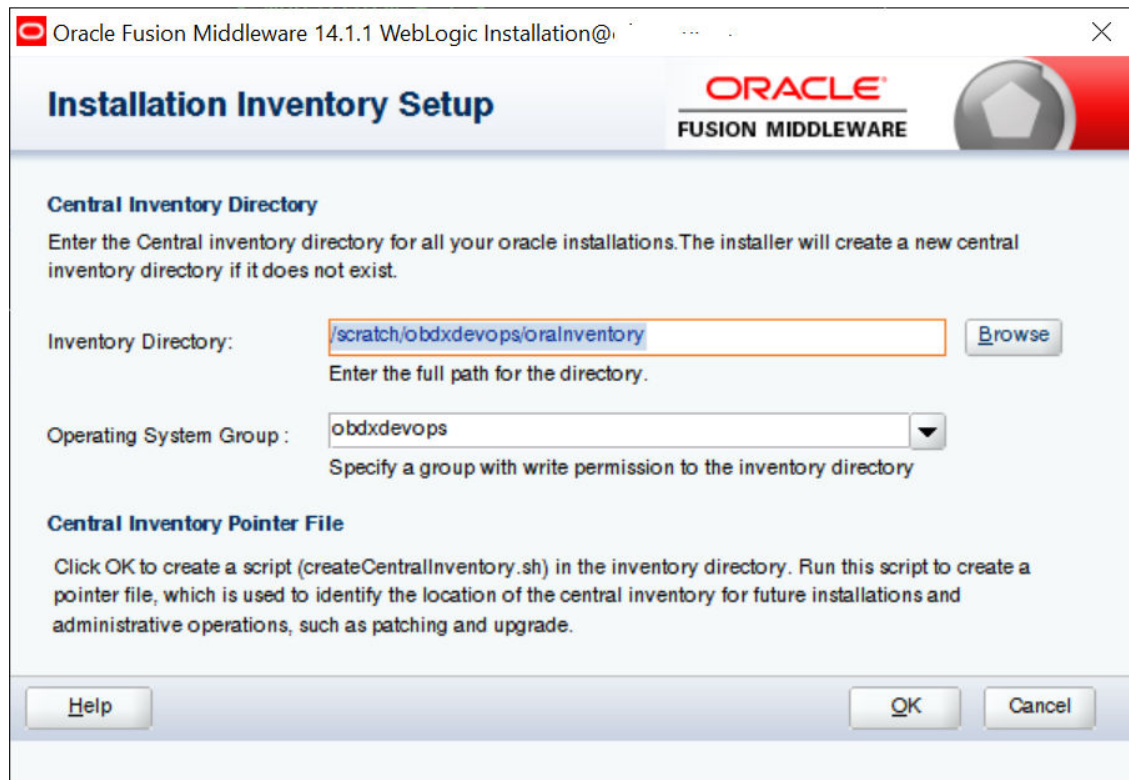 Oracle Fusion Middleware 14.1.1 WebLogic Installation@
Installation Inventory Setup
ORACLE
FUSION MIDDLEWARE
Central Inventory Directory
Enter the Central inventory directory for all your oracle installations.The installer will create a new central
inventory directory if it does not exist.
Inventory Directory:
/scratch/obdxdevops/oraInventory
Browse
Enter the full path for the directory.
Operating System Group :
obdxdevops
Specify a group with write permission to the inventory directory
Central Inventory Pointer File
Click OK to create a script (createCentralInventory.sh) in the inventory directory. Run this script to create a
pointer file, which is used to identify the location of the central inventory for future installations and
administrative operations, such as patching and upgrade.
Help
OK
Cancel